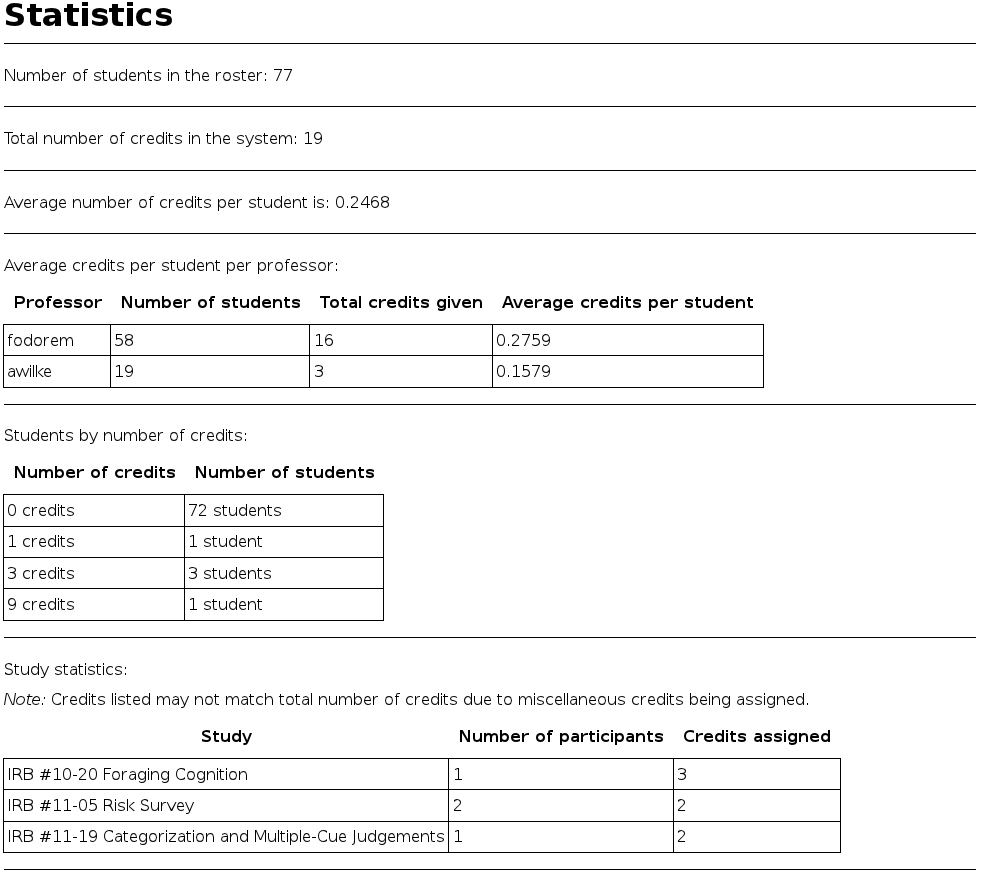 Statistics
Number of students in the roster: 77
Total number of credits in the system: 19
Average number of credits per student is: 0.2468
Average credits per student per professor:
Professor Number of students Total credits given Average credits per student
fodorem 58 16 0.2759
awilke 19 3 0.1579
Students by number of credits:
Number of credits Number of students
0 credits 72 students
1 credits 1 student
3 credits 3 students
9 credits 1 student
Study statistics:
Note: Credits listed may not match total number of credits due to miscellaneous credits being assigned.
Study Number of participants Credits assigned
IRB #10-20 Foraging Cognition 1 3
IRB #11-05 Risk Survey 2 2
IRB #11-19 Categorization and Multiple-Cue Judgements 1 2